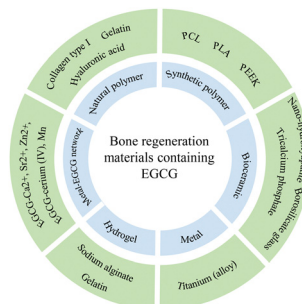 Bone regeneration
materials containing
EGCG
Natural polymer
Synthetic polymer
Bioceramic
Metal
Hydrogel
Metal-EGCG network
Collagen type I
Gelatin
Hyaluronic acid
PCL
PLA
PEEK
Borosilicate glass
Tricalcium phosphate
Titanium (alloy)
Sodium alginate
Gelatin
EGCG-Ca2+, Sr2+, Zn2+,
EGCG-cerium (IV), Mn